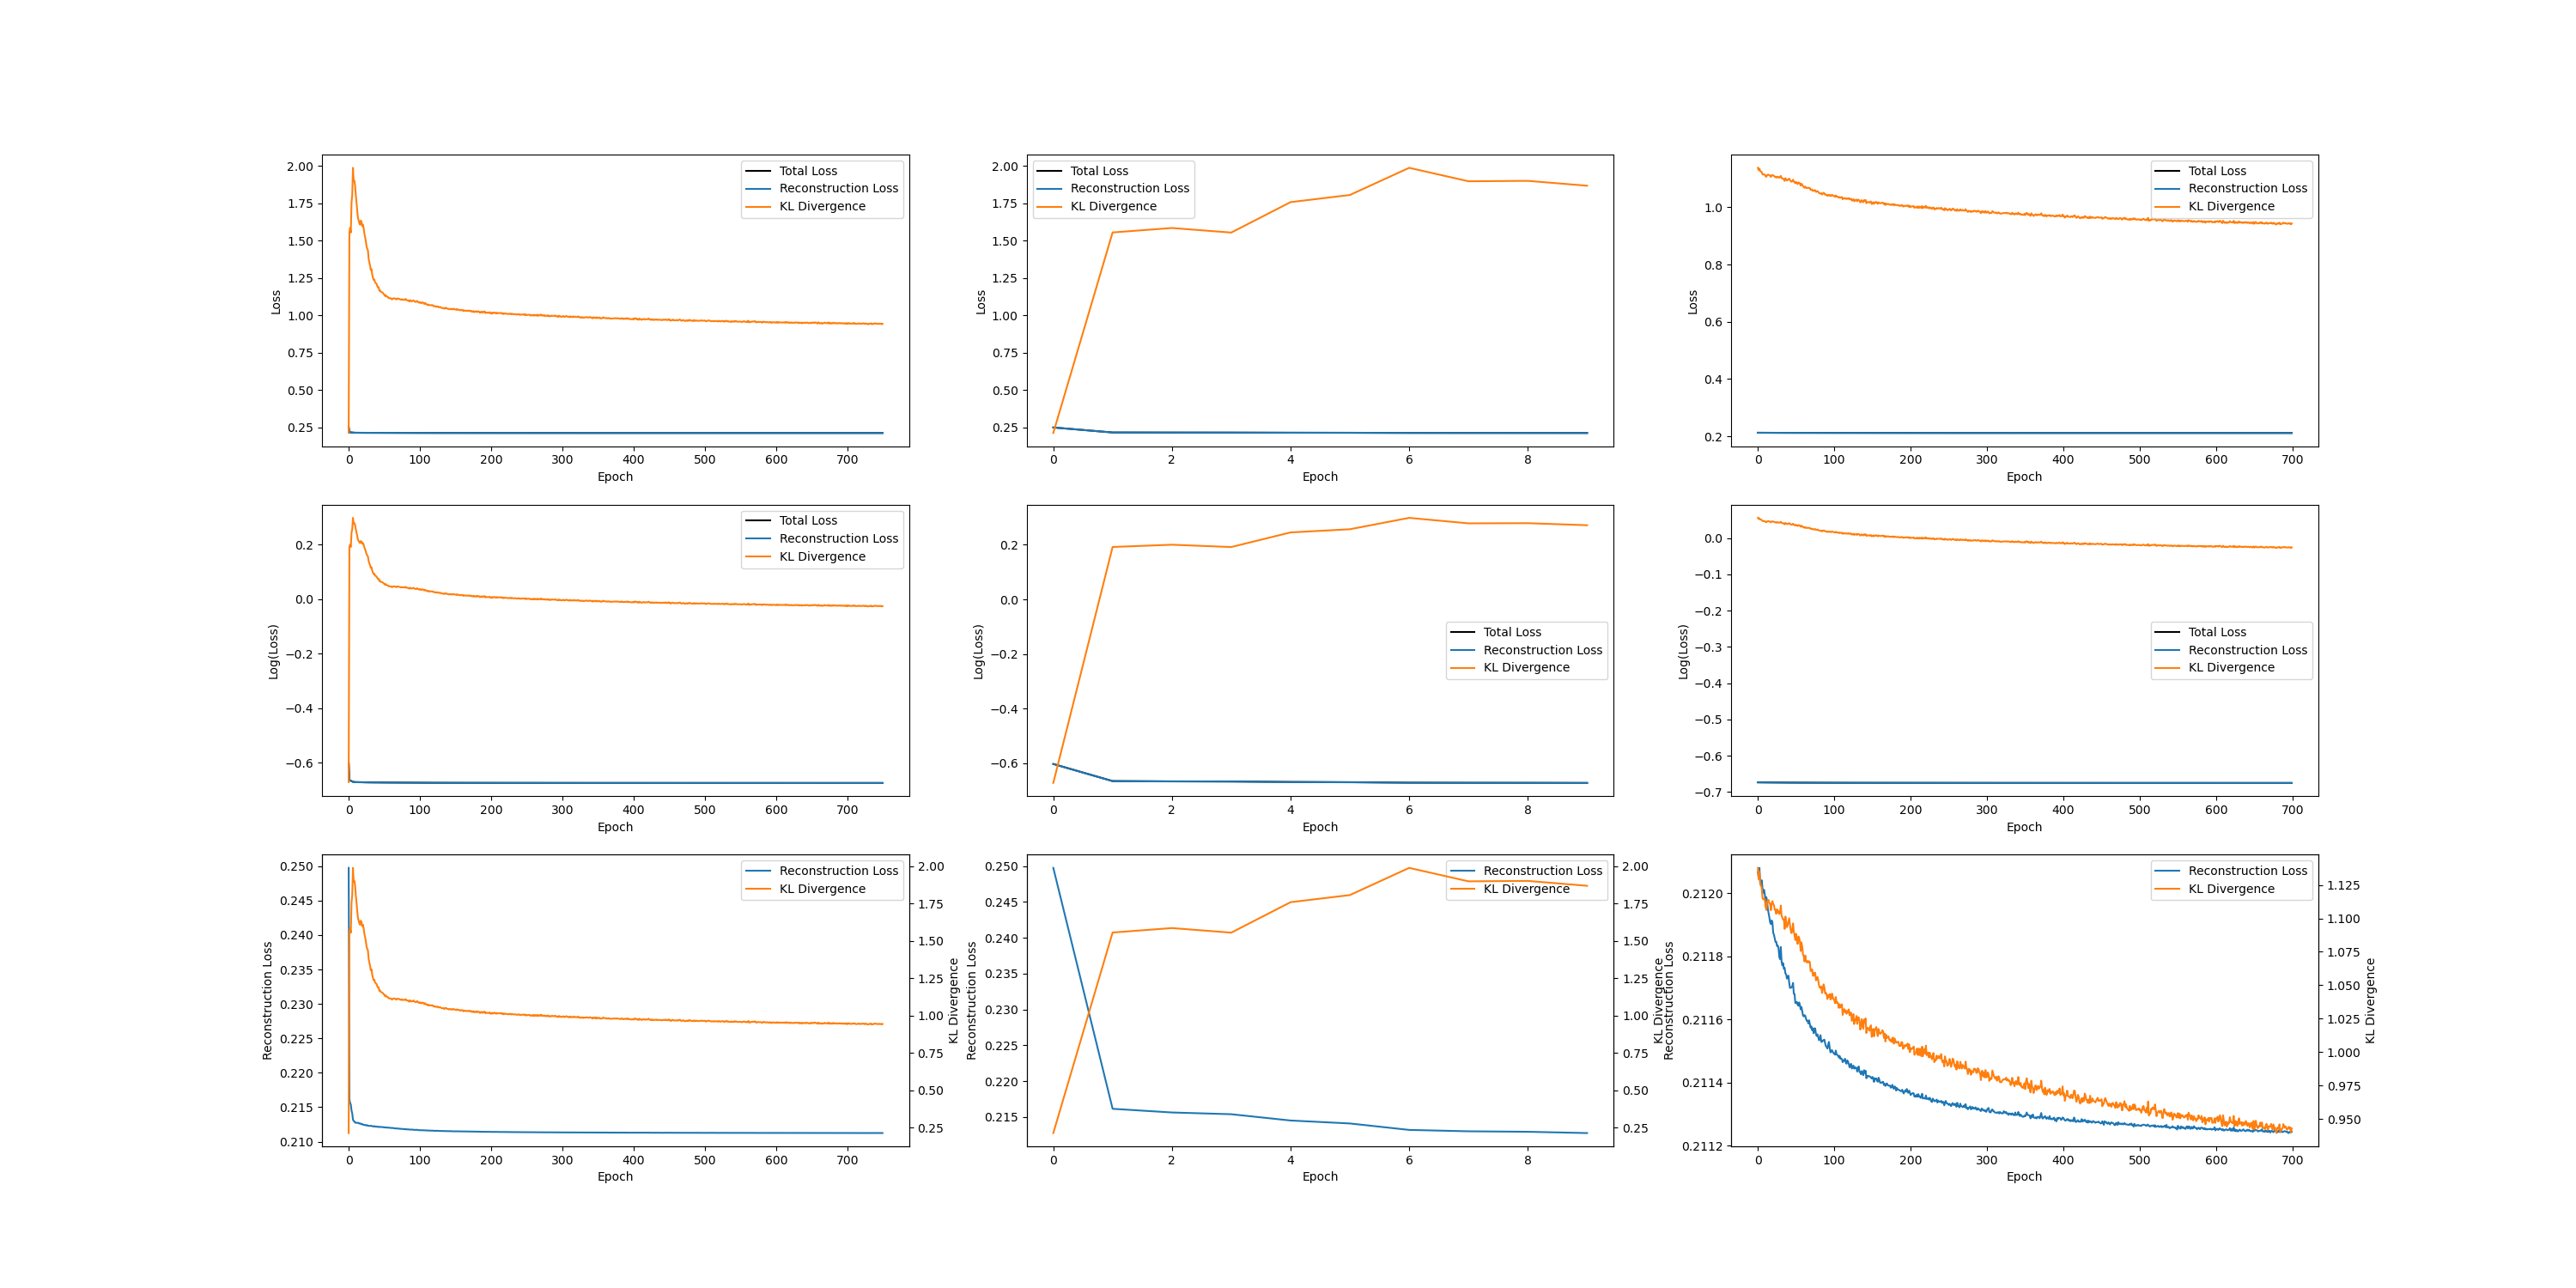 2.00
1.75
1.50
1.25
1.00
0.75
0.50
0.25
Loss
0 100 200 300 400 500 600 700
Epoch
Total Loss
Reconstruction Loss
KL Divergence
2.00
1.75
1.50
1.25
1.00
0.75
0.50
0.25
Loss
0 2 4 6 8
Epoch
Total Loss
Reconstruction Loss
KL Divergence
1.0
0.8
0.6
0.4
0.2
Loss
0 100 200 300 400 500 600 700
Epoch
Total Loss
Reconstruction Loss
KL Divergence
0.2
0.0
−0.2
−0.4
−0.6
Log(Loss)
0 100 200 300 400 500 600 700
Epoch
Total Loss
Reconstruction Loss
KL Divergence
0.2
0.0
−0.2
−0.4
−0.6
Log(Loss)
0 2 4 6 8
Epoch
Total Loss
Reconstruction Loss
KL Divergence
0.0
−0.1
−0.2
−0.3
−0.4
−0.5
−0.6
−0.7
Log(Loss)
0 100 200 300 400 500 600 700
Epoch
Total Loss
Reconstruction Loss
KL Divergence
0.250
0.245
0.240
0.235
0.230
0.225
0.220
0.215
0.210
Reconstruction Loss
0 100 200 300 400 500 600 700
Epoch
Reconstruction Loss
KL Divergence
2.00
1.75
1.50
1.25
1.00
0.75
0.50
0.25
KL Divergence
0.250
0.245
0.240
0.235
0.230
0.225
0.220
0.215
Reconstruction Loss
0 2 4 6 8
Epoch
Reconstruction Loss
KL Divergence
2.00
1.75
1.50
1.25
1.00
0.75
0.50
0.25
KL Divergence
0.2120
0.2118
0.2116
0.2114
0.2112
Reconstruction Loss
0 100 200 300 400 500 600 700
Epoch
Reconstruction Loss
KL Divergence
1.125
1.100
1.075
1.050
1.025
1.000
0.975
0.950
KL Divergence